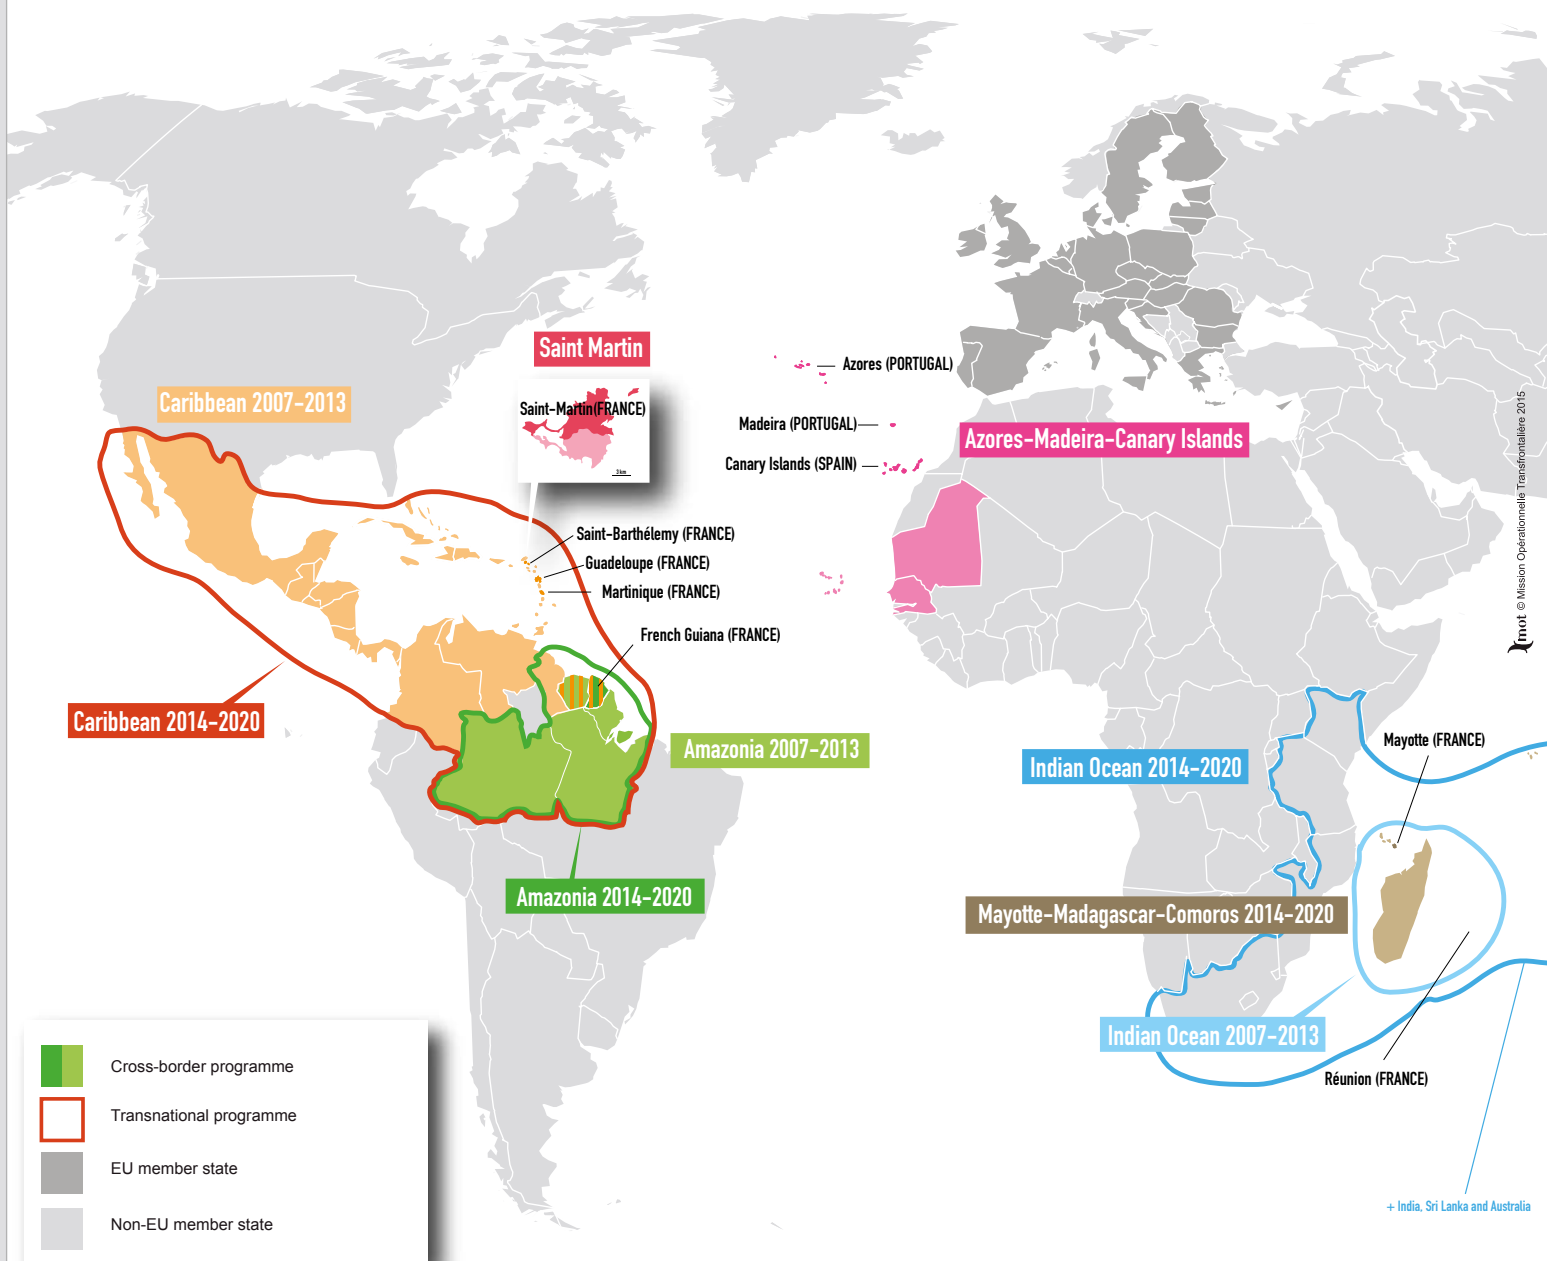 Saint Martin
Saint-Martin(FRANCE)
3 km
Azores (PORTUGAL)
Caribbean 2007-2013
Madeira (PORTUGAL)
Azores-Madeira-Canary Islands
Canary Islands (SPAIN)
Saint-Barthélemy (FRANCE)
Guadeloupe (FRANCE)
Martinique (FRANCE)
French Guiana (FRANCE)
Caribbean 2014-2020
Amazonia 2007-2013
Mayotte (FRANCE)
Indian Ocean 2014-2020
Amazonia 2014-2020
Mayotte-Madagascar-Comoros 2014-2020
Indian Ocean 2007-2013
Réunion (FRANCE)
+ India, Sri Lanka and Australia
Cross-border programme
Transnational programme
EU member state
Non-EU member state
mot © Mission Opérationnelle Transfrontalière 2015